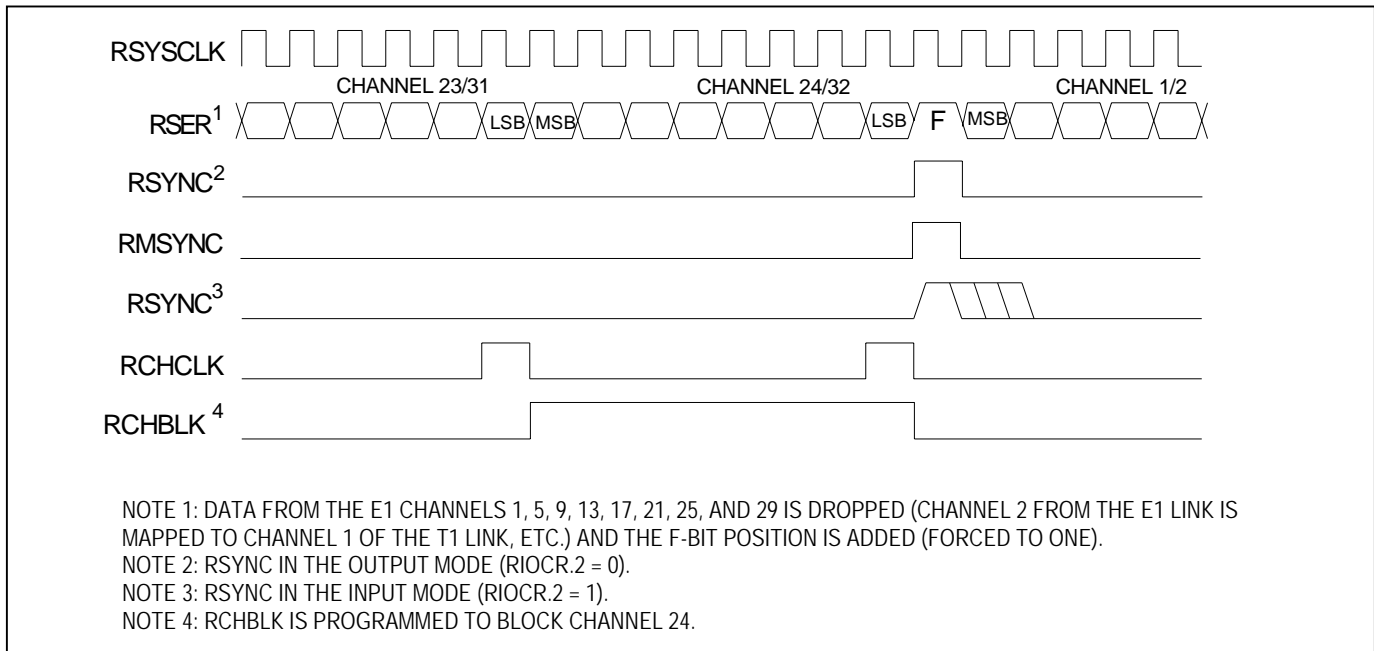 RSYSCLK
CHANNEL 23/31 CHANNEL 24/32 CHANNEL 1/2
RSER1 LSB MSB LSB F MSB
RSYNC2
RMSYNC
RSYNC3
RCHCLK
RCHBLK 4
NOTE 1: DATA FROM THE E1 CHANNELS 1, 5, 9, 13, 17, 21, 25, AND 29 IS DROPPED (CHANNEL 2 FROM THE E1 LINK IS
MAPPED TO CHANNEL 1 OF THE T1 LINK, ETC.) AND THE F-BIT POSITION IS ADDED (FORCED TO ONE).
NOTE 2: RSYNC IN THE OUTPUT MODE (RIOCR.2 = 0).
NOTE 3: RSYNC IN THE INPUT MODE (RIOCR.2 = 1).
NOTE 4: RCHBLK IS PROGRAMMED TO BLOCK CHANNEL 24.